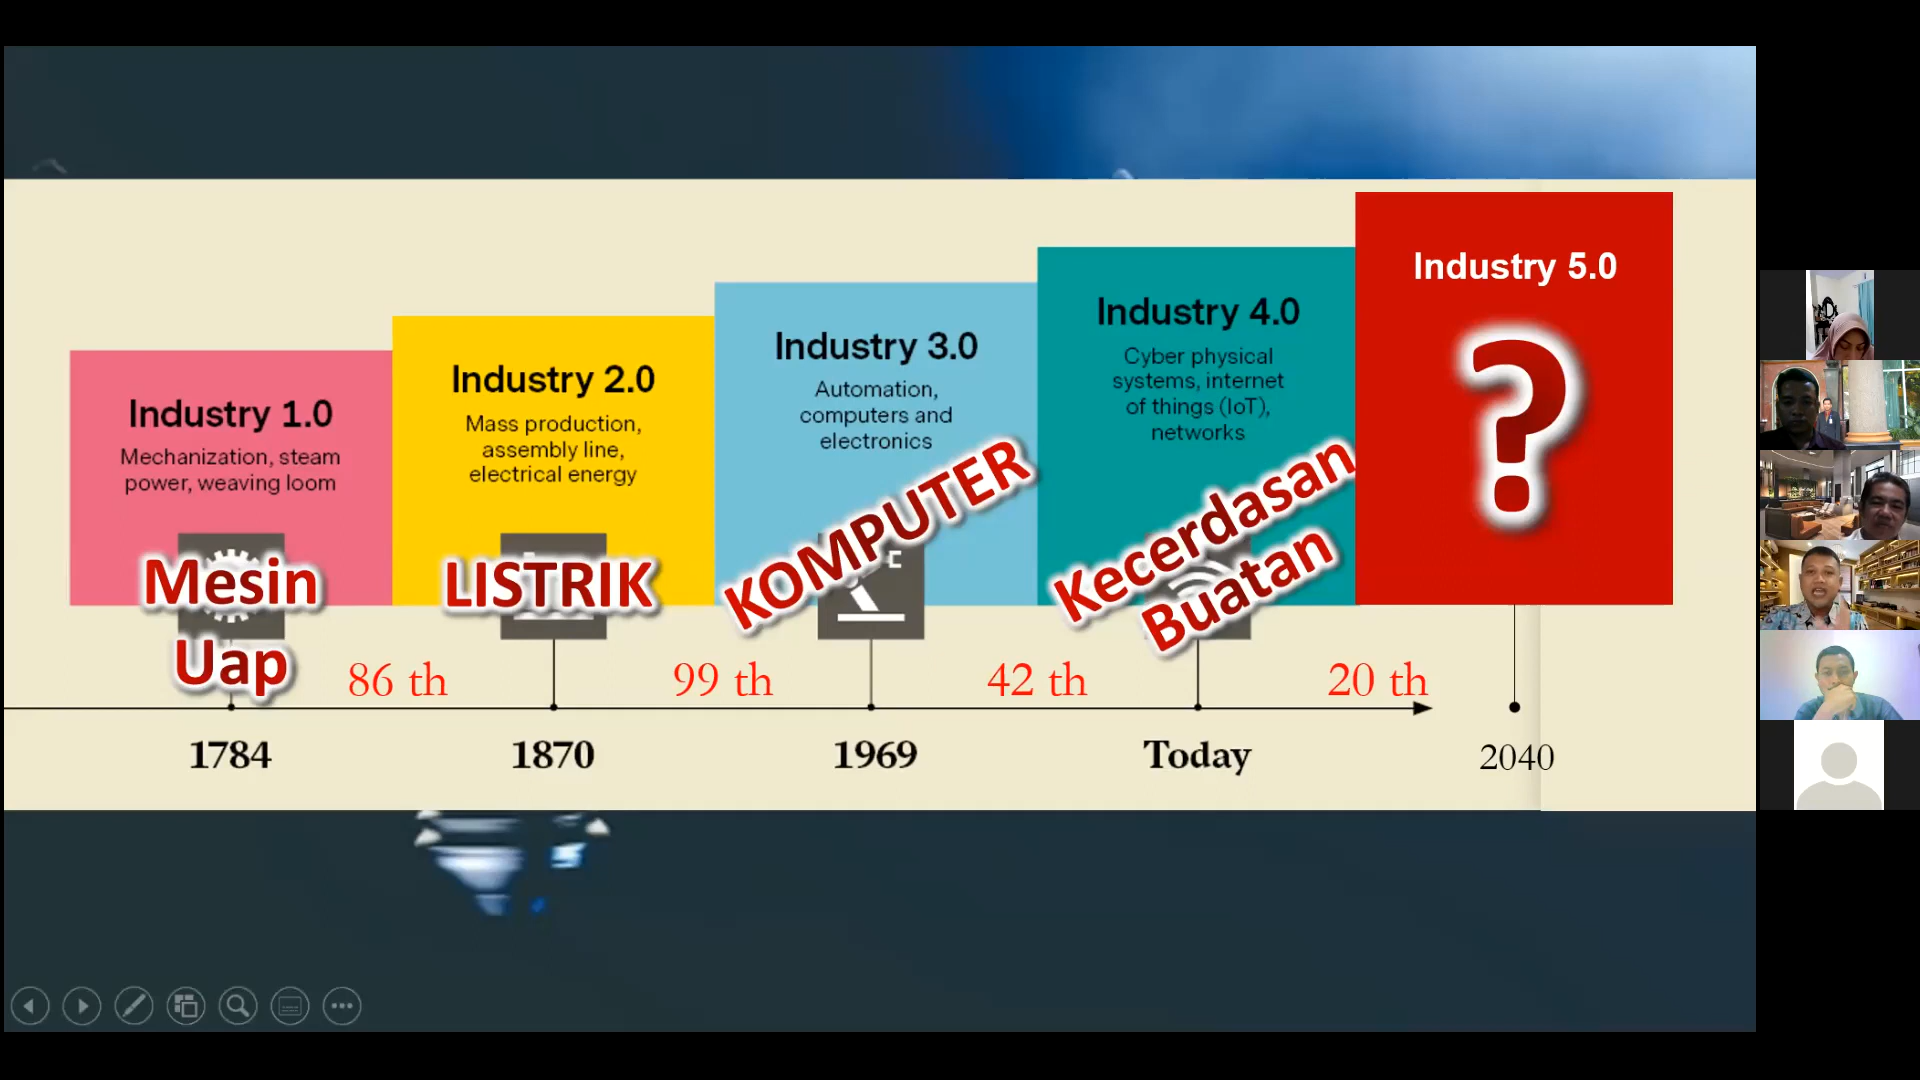 Industry 1.0
Mechanization, steam
power, weaving loom
Mesin
Uap
Industry 2.0
Mass production,
assembly line,
electrical energy
LISTRIK
Industry 3.0
Automation,
computers and
electronics
KOMPUTER
E
Industry 4.0
Cyber physical
systems, internet
of things (IoT),
networks
Kecerdasan
Buatan
Industry 5.0
?
86 th
99 th
42 th
20 th
1784
1870
1969
Today
2040